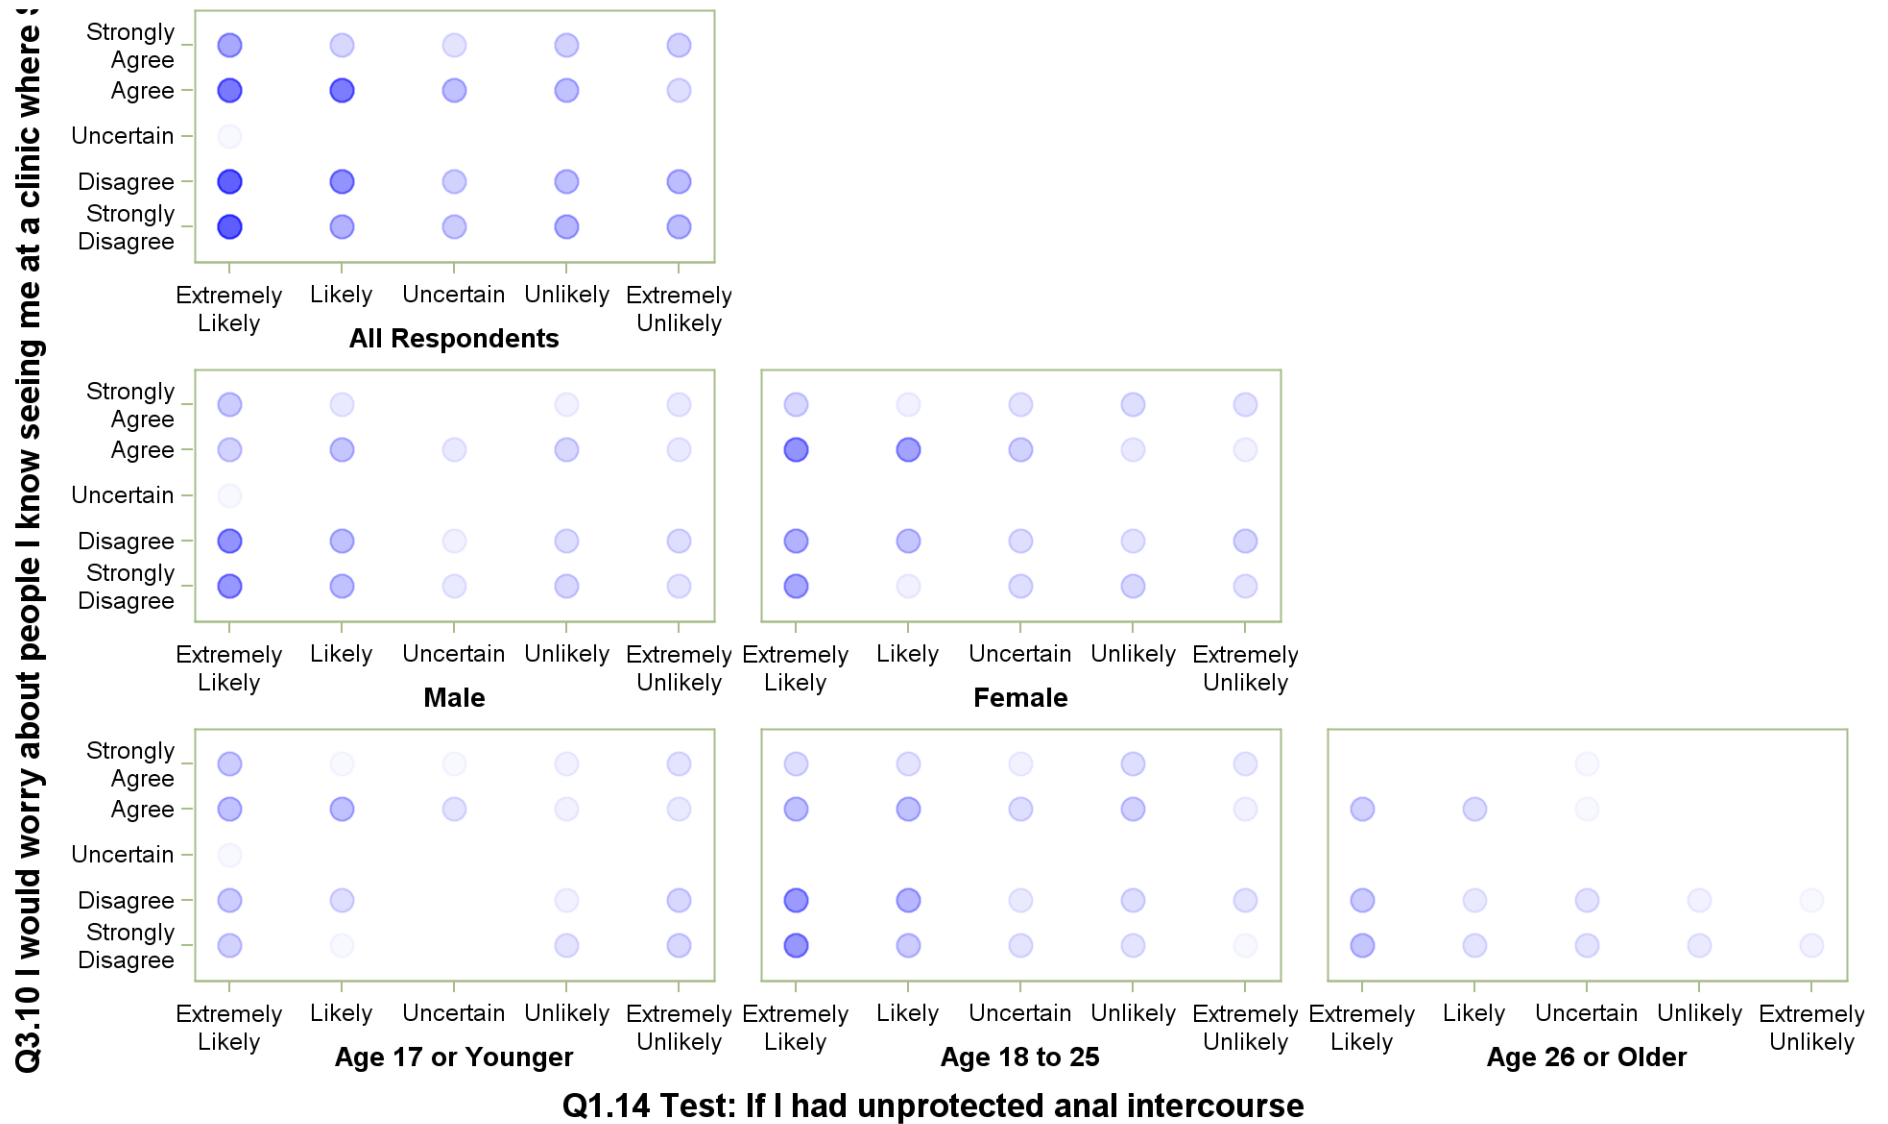 Q3.10 I would worry about people I know seeing me at a clinic where
Strongly
Agree
Agree
Uncertain
Disagree
Strongly
Disagree
Extremely
Likely
Likely
Uncertain
Unlikely
Extremely
Unlikely
All Respondents
Strongly
Agree
Agree
Uncertain
Disagree
Strongly
Disagree
Extremely
Likely
Likely
Uncertain
Unlikely
Extremely
Unlikely
Male
Extremely
Likely
Likely
Uncertain
Unlikely
Extremely
Unlikely
Female
Strongly
Agree
Agree
Uncertain
Disagree
Strongly
Disagree
Extremely
Likely
Likely
Uncertain
Unlikely
Extremely
Unlikely
Age 17 or Younger
Extremely
Likely
Likely
Uncertain
Unlikely
Extremely
Unlikely
Age 18 to 25
Extremely
Likely
Likely
Uncertain
Unlikely
Extremely
Unlikely
Age 26 or Older
Q1.14 Test: If I had unprotected anal intercourse